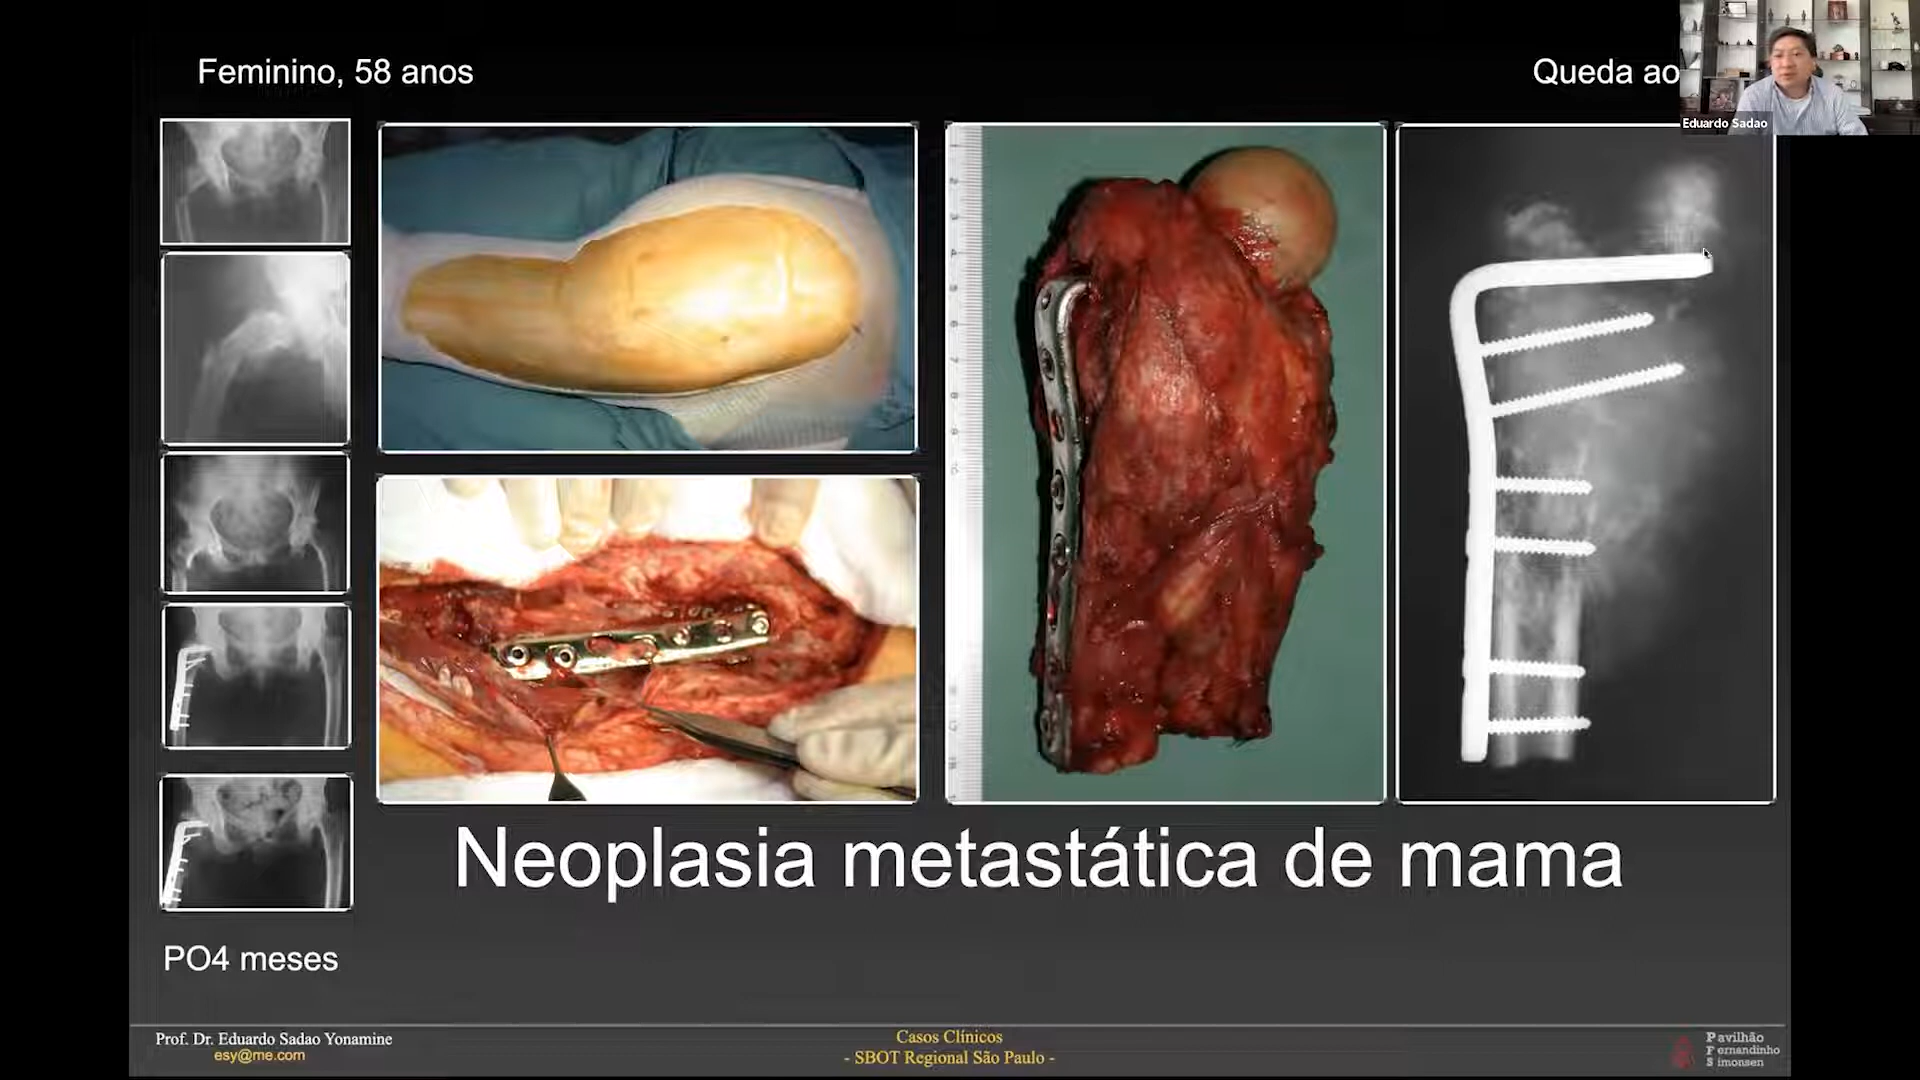 Feminino, 58 anos
Queda ao
Eduardo Sadao
Neoplasia metastática de mama
PO4 meses
Prof. Dr. Eduardo Sadao Yonamine
esy@me.com
Casos Clínicos
- SBOT Regional São Paulo -
Pavilhão
Fernandinho
Simonsen